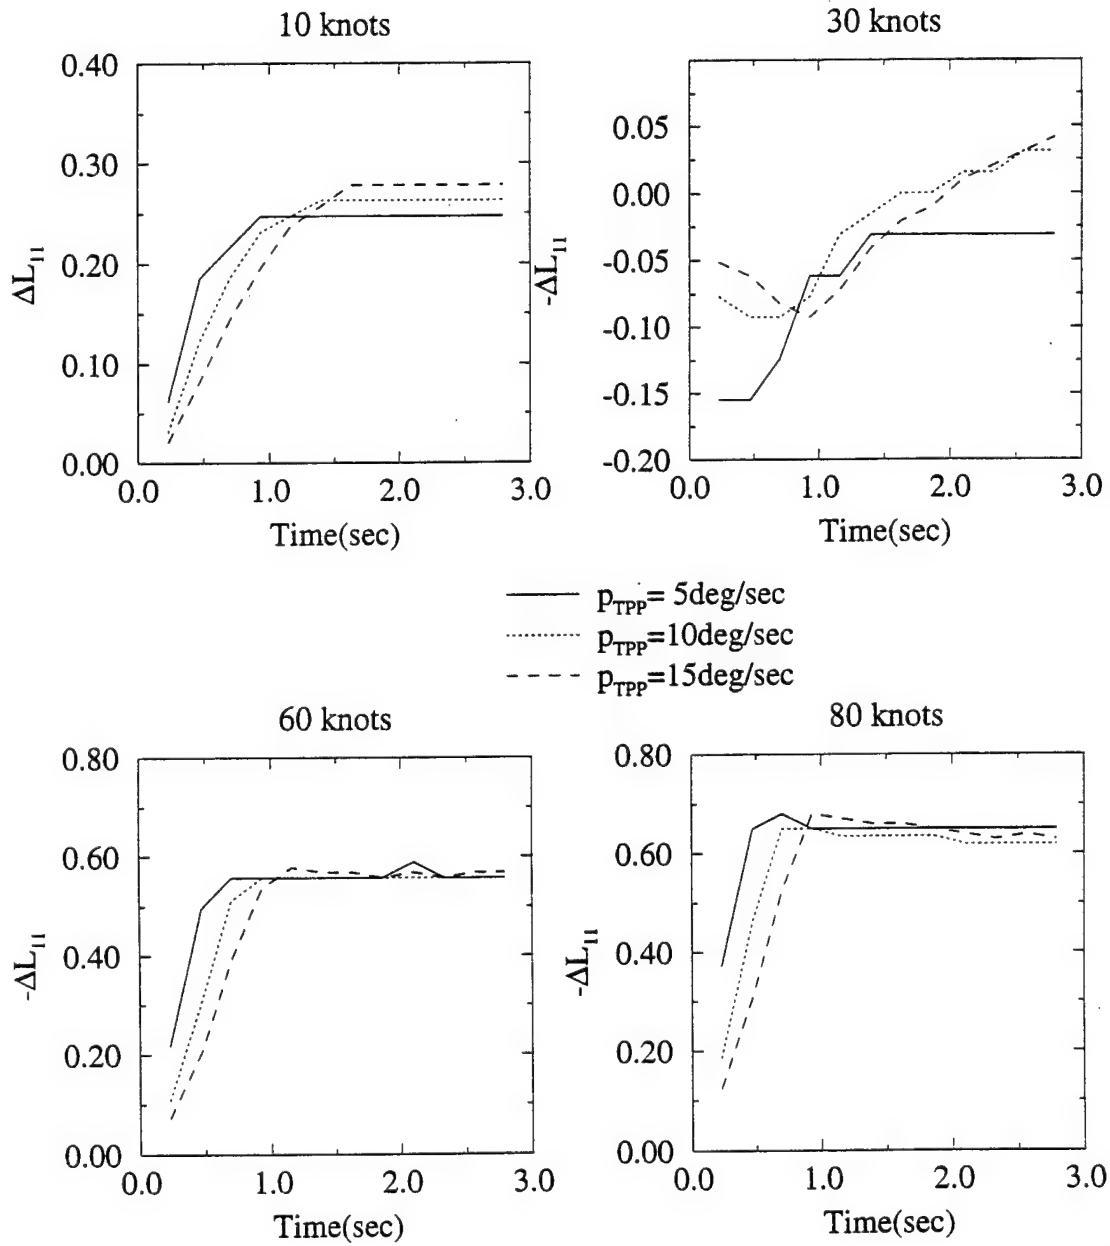 10 knots
0.40
0.30
0.20
0.10
0.00
ΔL11
0.0 1.0 2.0 3.0
Time(sec)
30 knots
0.05
0.00
-0.05
-0.10
-0.15
-0.20
-ΔL11
0.0 1.0 2.0 3.0
Time(sec)
pTPP= 5deg/sec
pTPP=10deg/sec
pTPP=15deg/sec
60 knots
0.80
0.60
0.40
0.20
0.00
-ΔL11
0.0 1.0 2.0 3.0
Time(sec)
80 knots
0.80
0.60
0.40
0.20
0.00
-ΔL11
0.0 1.0 2.0 3.0
Time(sec)